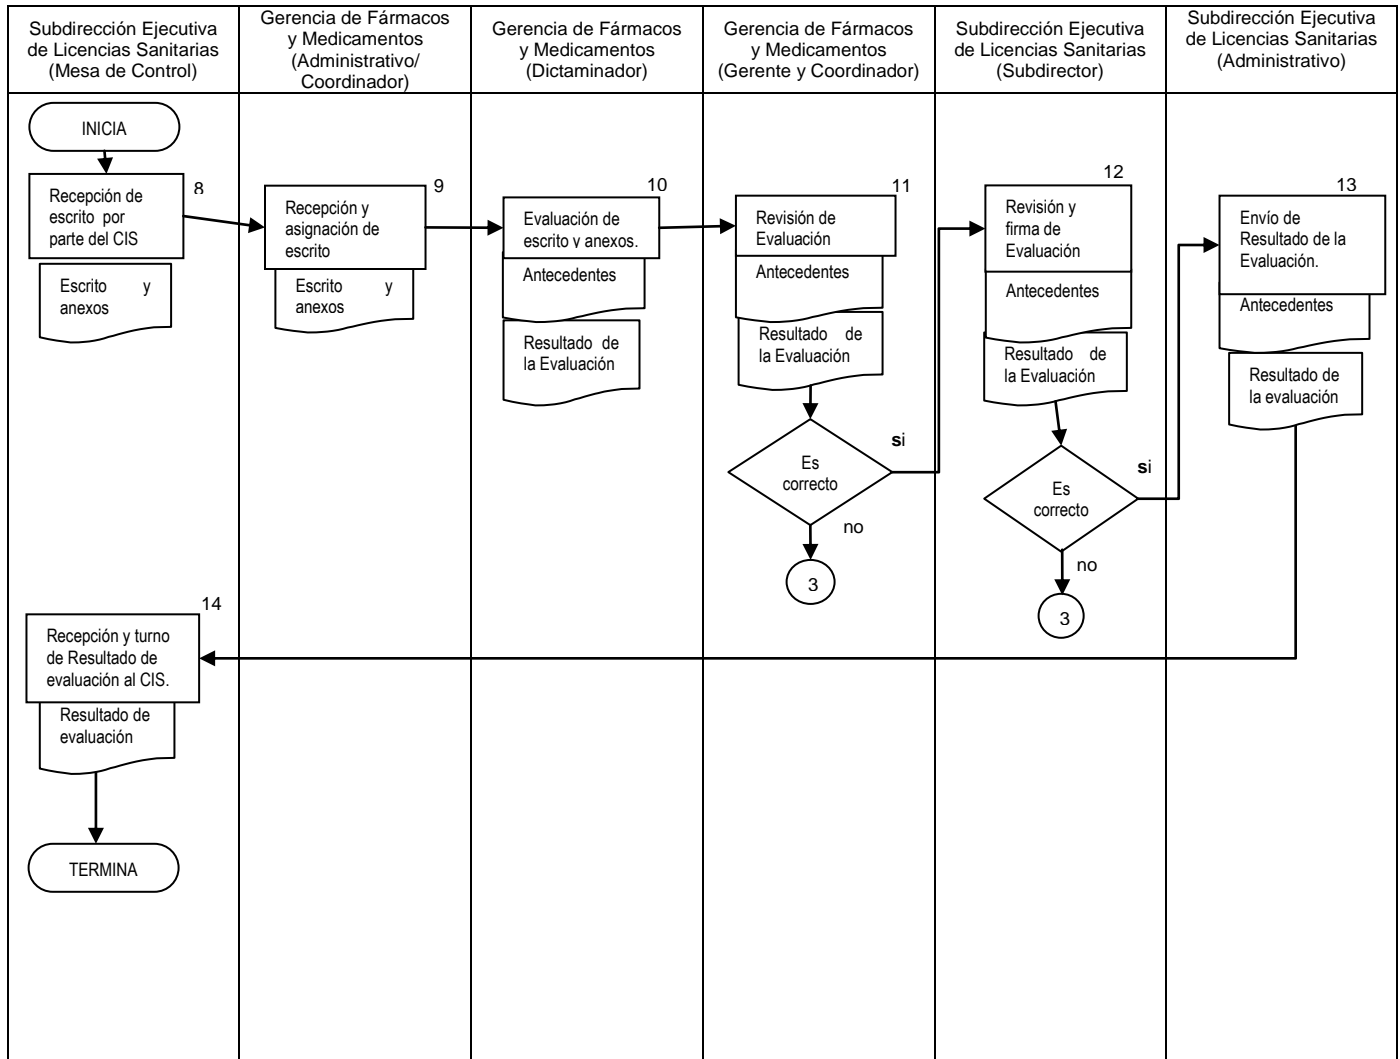 Subdirección Ejecutiva
de Licencias Sanitarias
(Mesa de Control)
Gerencia de Fármacos
y Medicamentos
(Administrativo/
Coordinador)
Gerencia de Fármacos
y Medicamentos
(Dictaminador)
Gerencia de Fármacos
y Medicamentos
(Gerente y Coordinador)
Subdirección Ejecutiva
de Licencias Sanitarias
(Subdirector)
Subdirección Ejecutiva
de Licencias Sanitarias
(Administrativo)
INICIA
8
Recepción de
escrito por
parte del CIS
Escrito y
anexos
9
Recepción y
asignación de
escrito
Escrito y
anexos
10
Evaluación de
escrito y anexos.
Antecedentes
Resultado de
la Evaluación
11
Revisión de
Evaluación
Antecedentes
Resultado de
la Evaluación
Es
correcto
si
no
3
12
Revisión y
firma de
Evaluación
Antecedentes
Resultado de
la Evaluación
Es
correcto
si
no
3
13
Envío de
Resultado de la
Evaluación.
Antecedentes
Resultado de
la evaluación
14
Recepción y turno
de Resultado de
evaluación al CIS.
Resultado de
evaluación
TERMINA